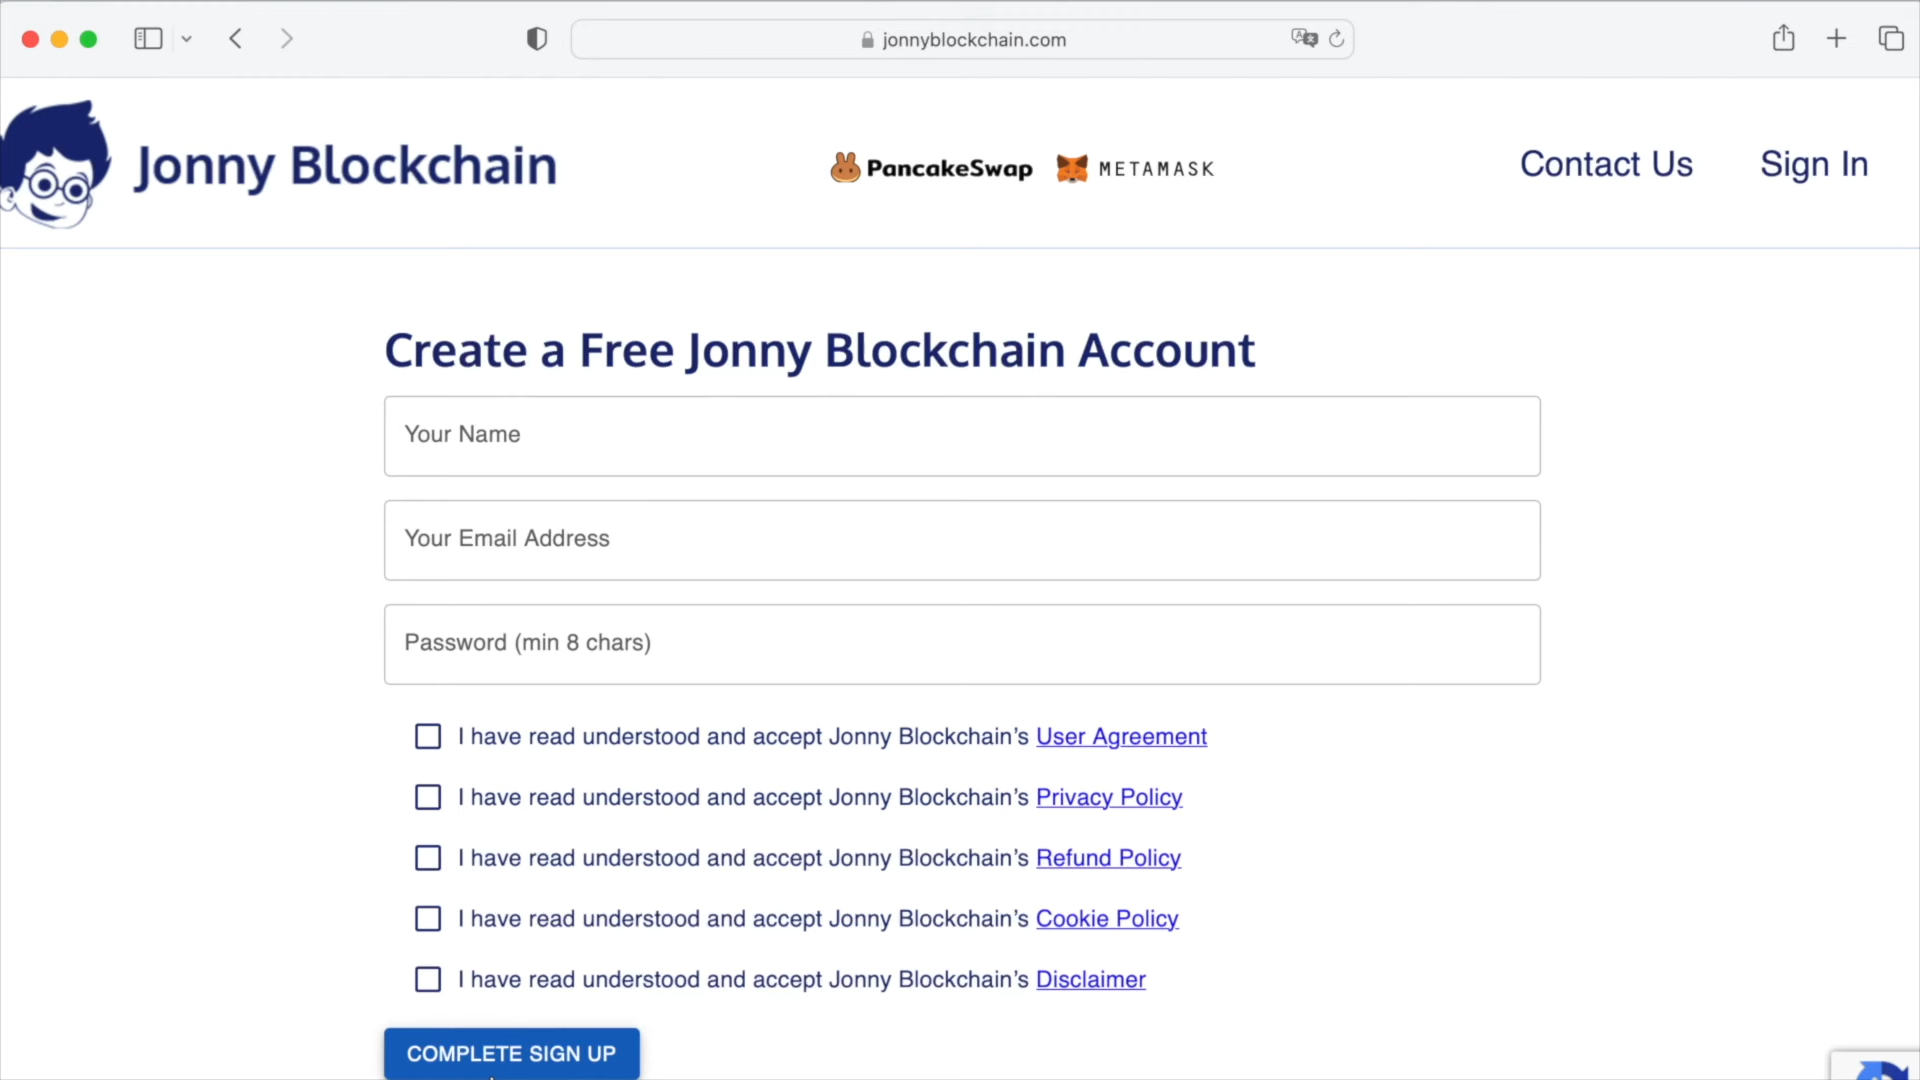 jonnyblockchain.com
Jonny Blockchain
PancakeSwap METAMASK
Contact Us Sign In
Create a Free Jonny Blockchain Account
Your Name
Your Email Address
Password (min 8 chars)
I have read understood and accept Jonny Blockchain’s User Agreement
I have read understood and accept Jonny Blockchain’s Privacy Policy
I have read understood and accept Jonny Blockchain’s Refund Policy
I have read understood and accept Jonny Blockchain’s Cookie Policy
I have read understood and accept Jonny Blockchain’s Disclaimer
COMPLETE SIGN UP